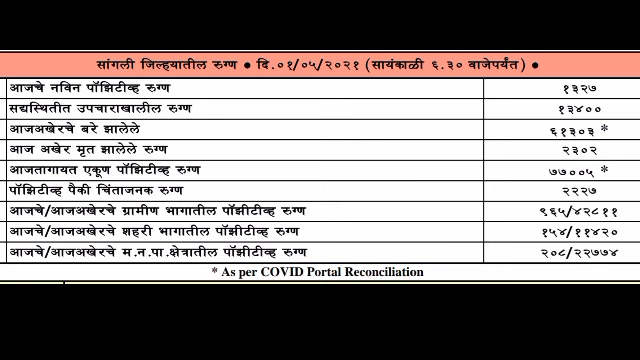 सांगली जिल्हयातील रुग्ण ● दि.०१/०५/२०२१ (सायंकाळी ६.३० वाजेपर्यंत) ●
आजचे नविन पॉझिटीव्ह रुग्ण १३२७
सद्यस्थितीत उपचाराखालील रुग्ण १३४००
आजअखेरचे बरे झालेले ६१३०३ *
आज अखेर मृत झालेले रुग्ण २३०२
आजतागायत एकूण पॉझिटीव्ह रुग्ण ७७००५ *
पॉझिटीव्ह पैकी चिंताजनक रुग्ण २२२७
आजचे/आजअखेरचे ग्रामीण भागातील पॉझीटीव्ह रुग्ण ९६५/४२८११
आजचे/आजअखेरचे शहरी भागातील पॉझीटीव्ह रुग्ण १५४/११४२०
आजचे/आजअखेरचे म.न.पा.क्षेत्रातील पॉझीटीव्ह रुग्ण २०८/२२७७४
* As per COVID Portal Reconciliation